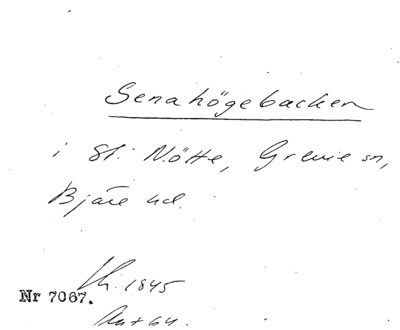 Senahögebacken
i St. Nötte, Grevie sn,
Bjäre hd.
1845
Nr 7067.